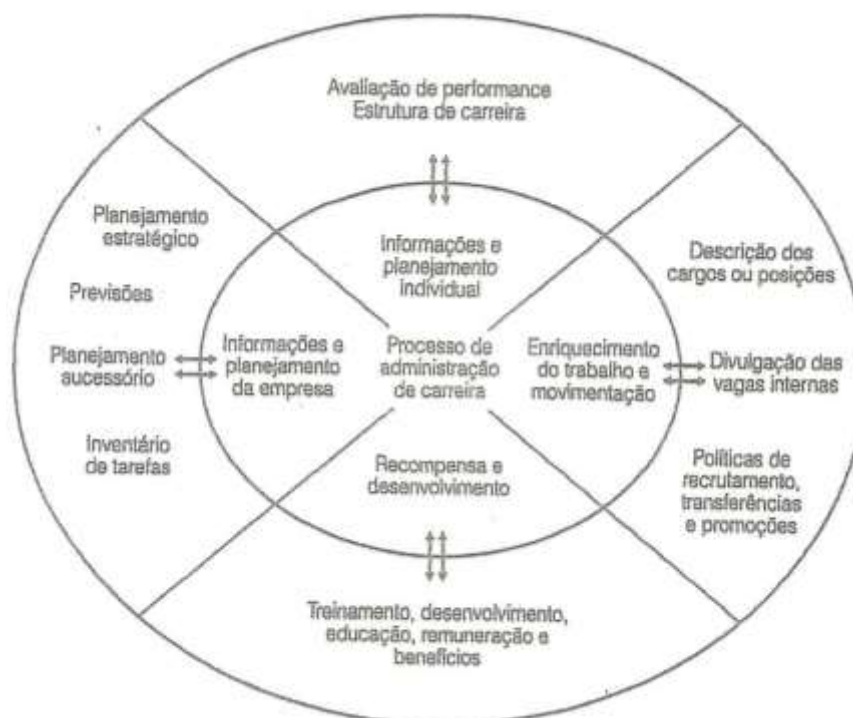 Avaliação de performance
Estrutura de carreira
Planejamento
estratégico
Previsões
Planejamento
sucessório
Inventário
de tarefas
Informações e
planejamento
individual
Informações e
planejamento
da empresa
Processo de
administração
de carreira
Enriquecimento
do trabalho e
movimentação
Recompensa e
desenvolvimento
Descrição dos
cargos ou posições
Divulgação das
vagas internas
Políticas de
recrutamento,
transferências
e promoções
Treinamento, desenvolvimento,
educação, remuneração e
benefícios